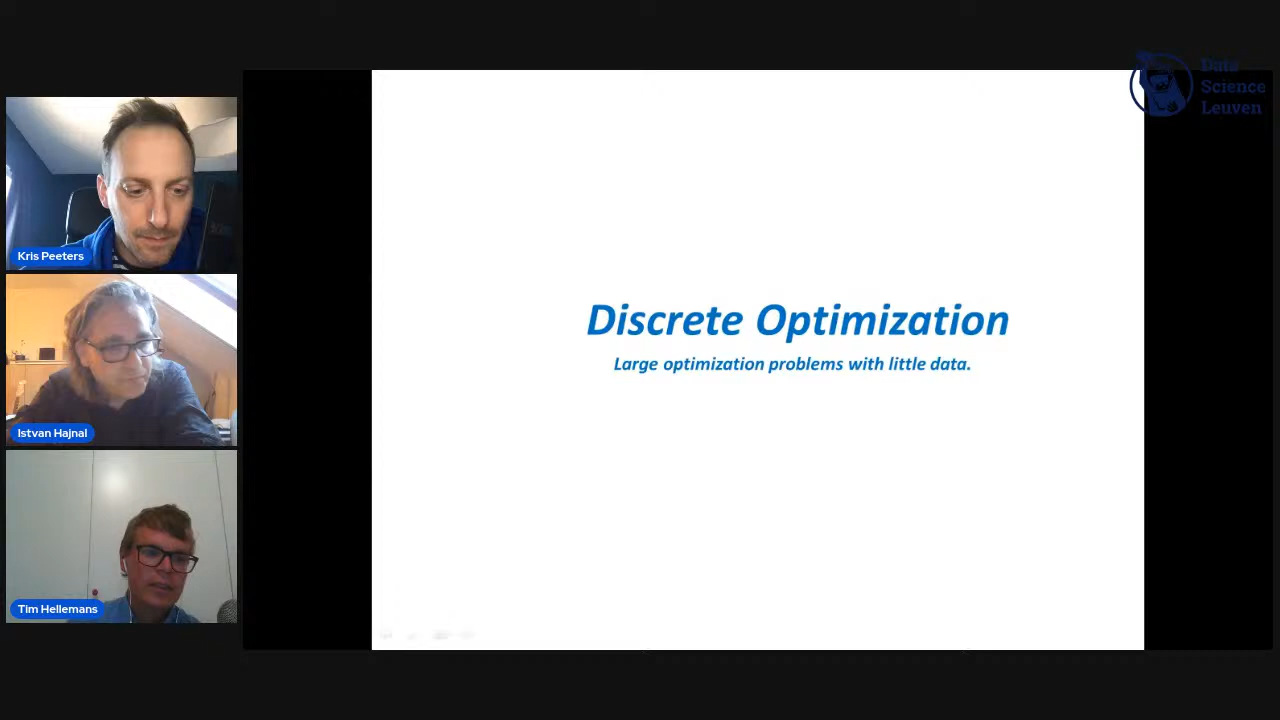 Data
Science
Leuven
Kris Peeters
Discrete Optimization
Large optimization problems with little data.
Istvan Hajnal
Tim Hellemans